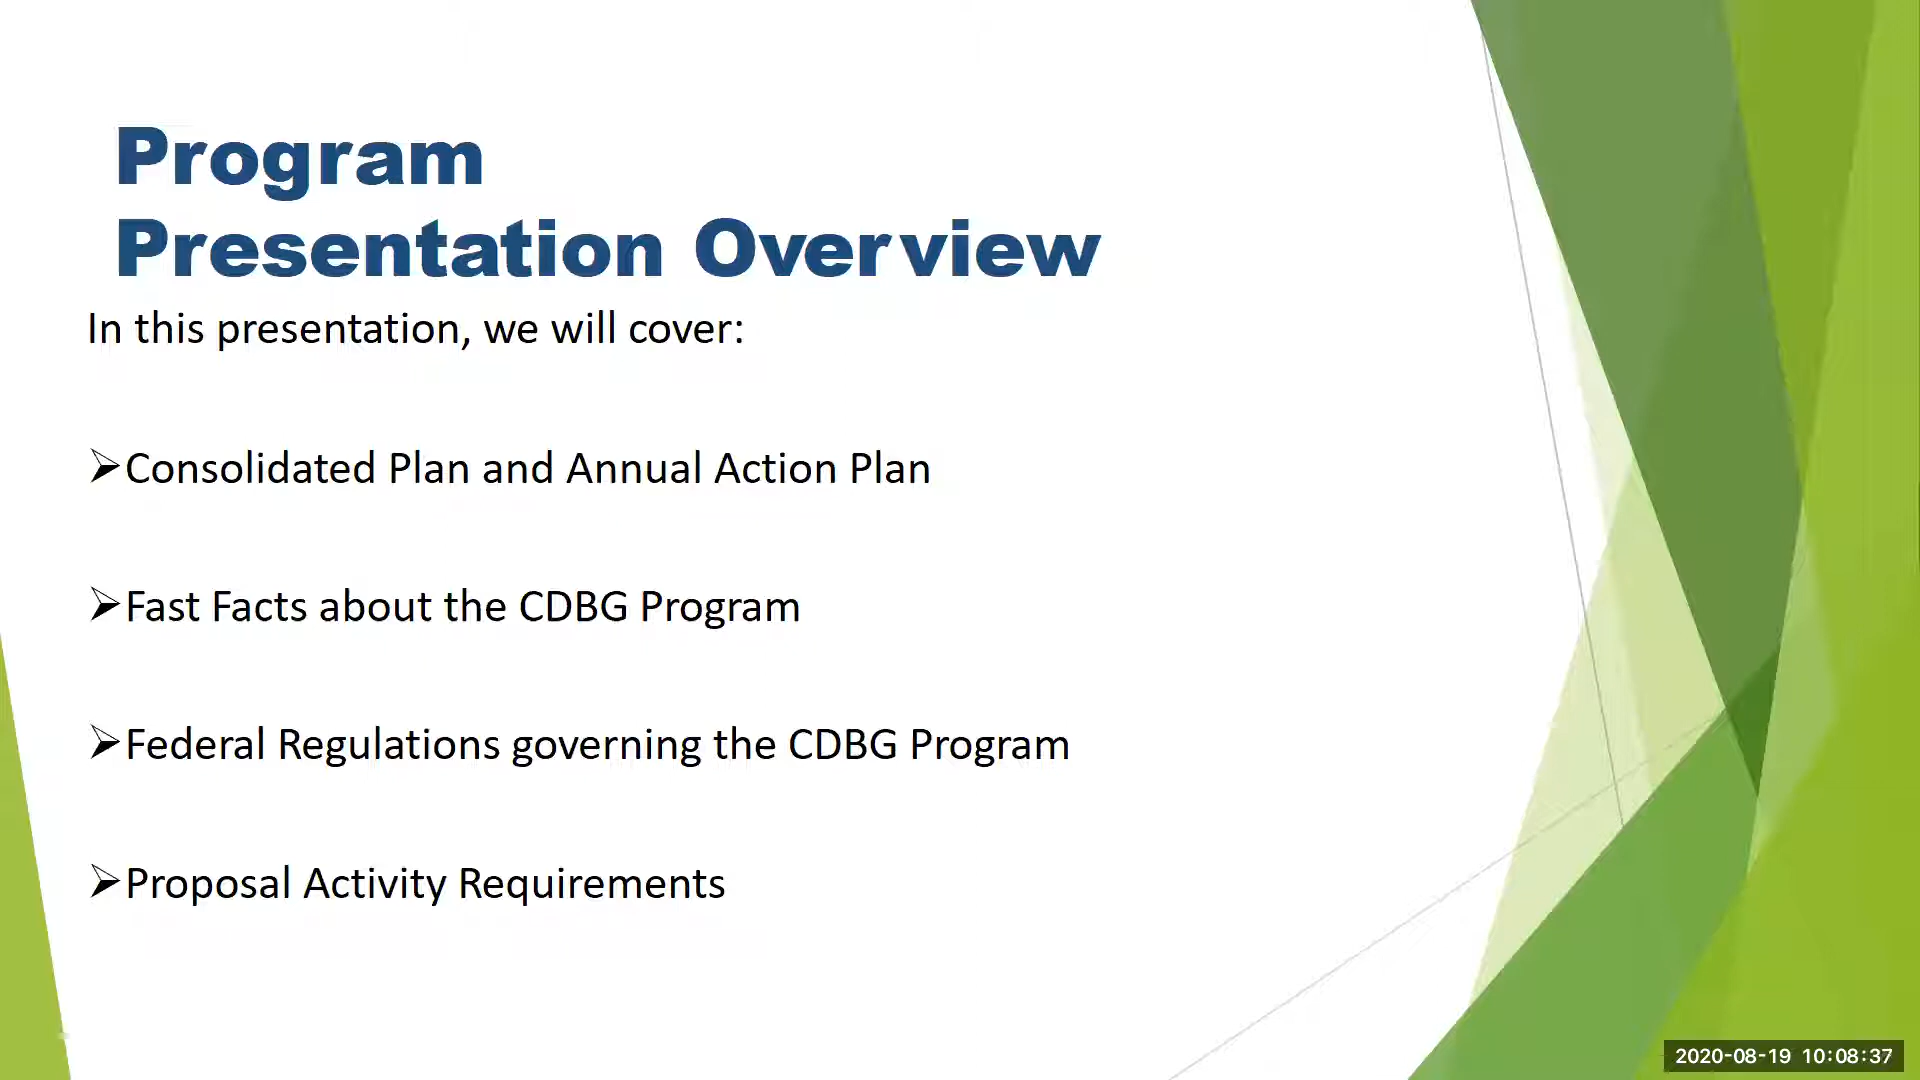 Program
Presentation Overview
In this presentation, we will cover:
➢Consolidated Plan and Annual Action Plan
➢Fast Facts about the CDBG Program
➢Federal Regulations governing the CDBG Program
➢Proposal Activity Requirements
2020-08-19 10:08:37